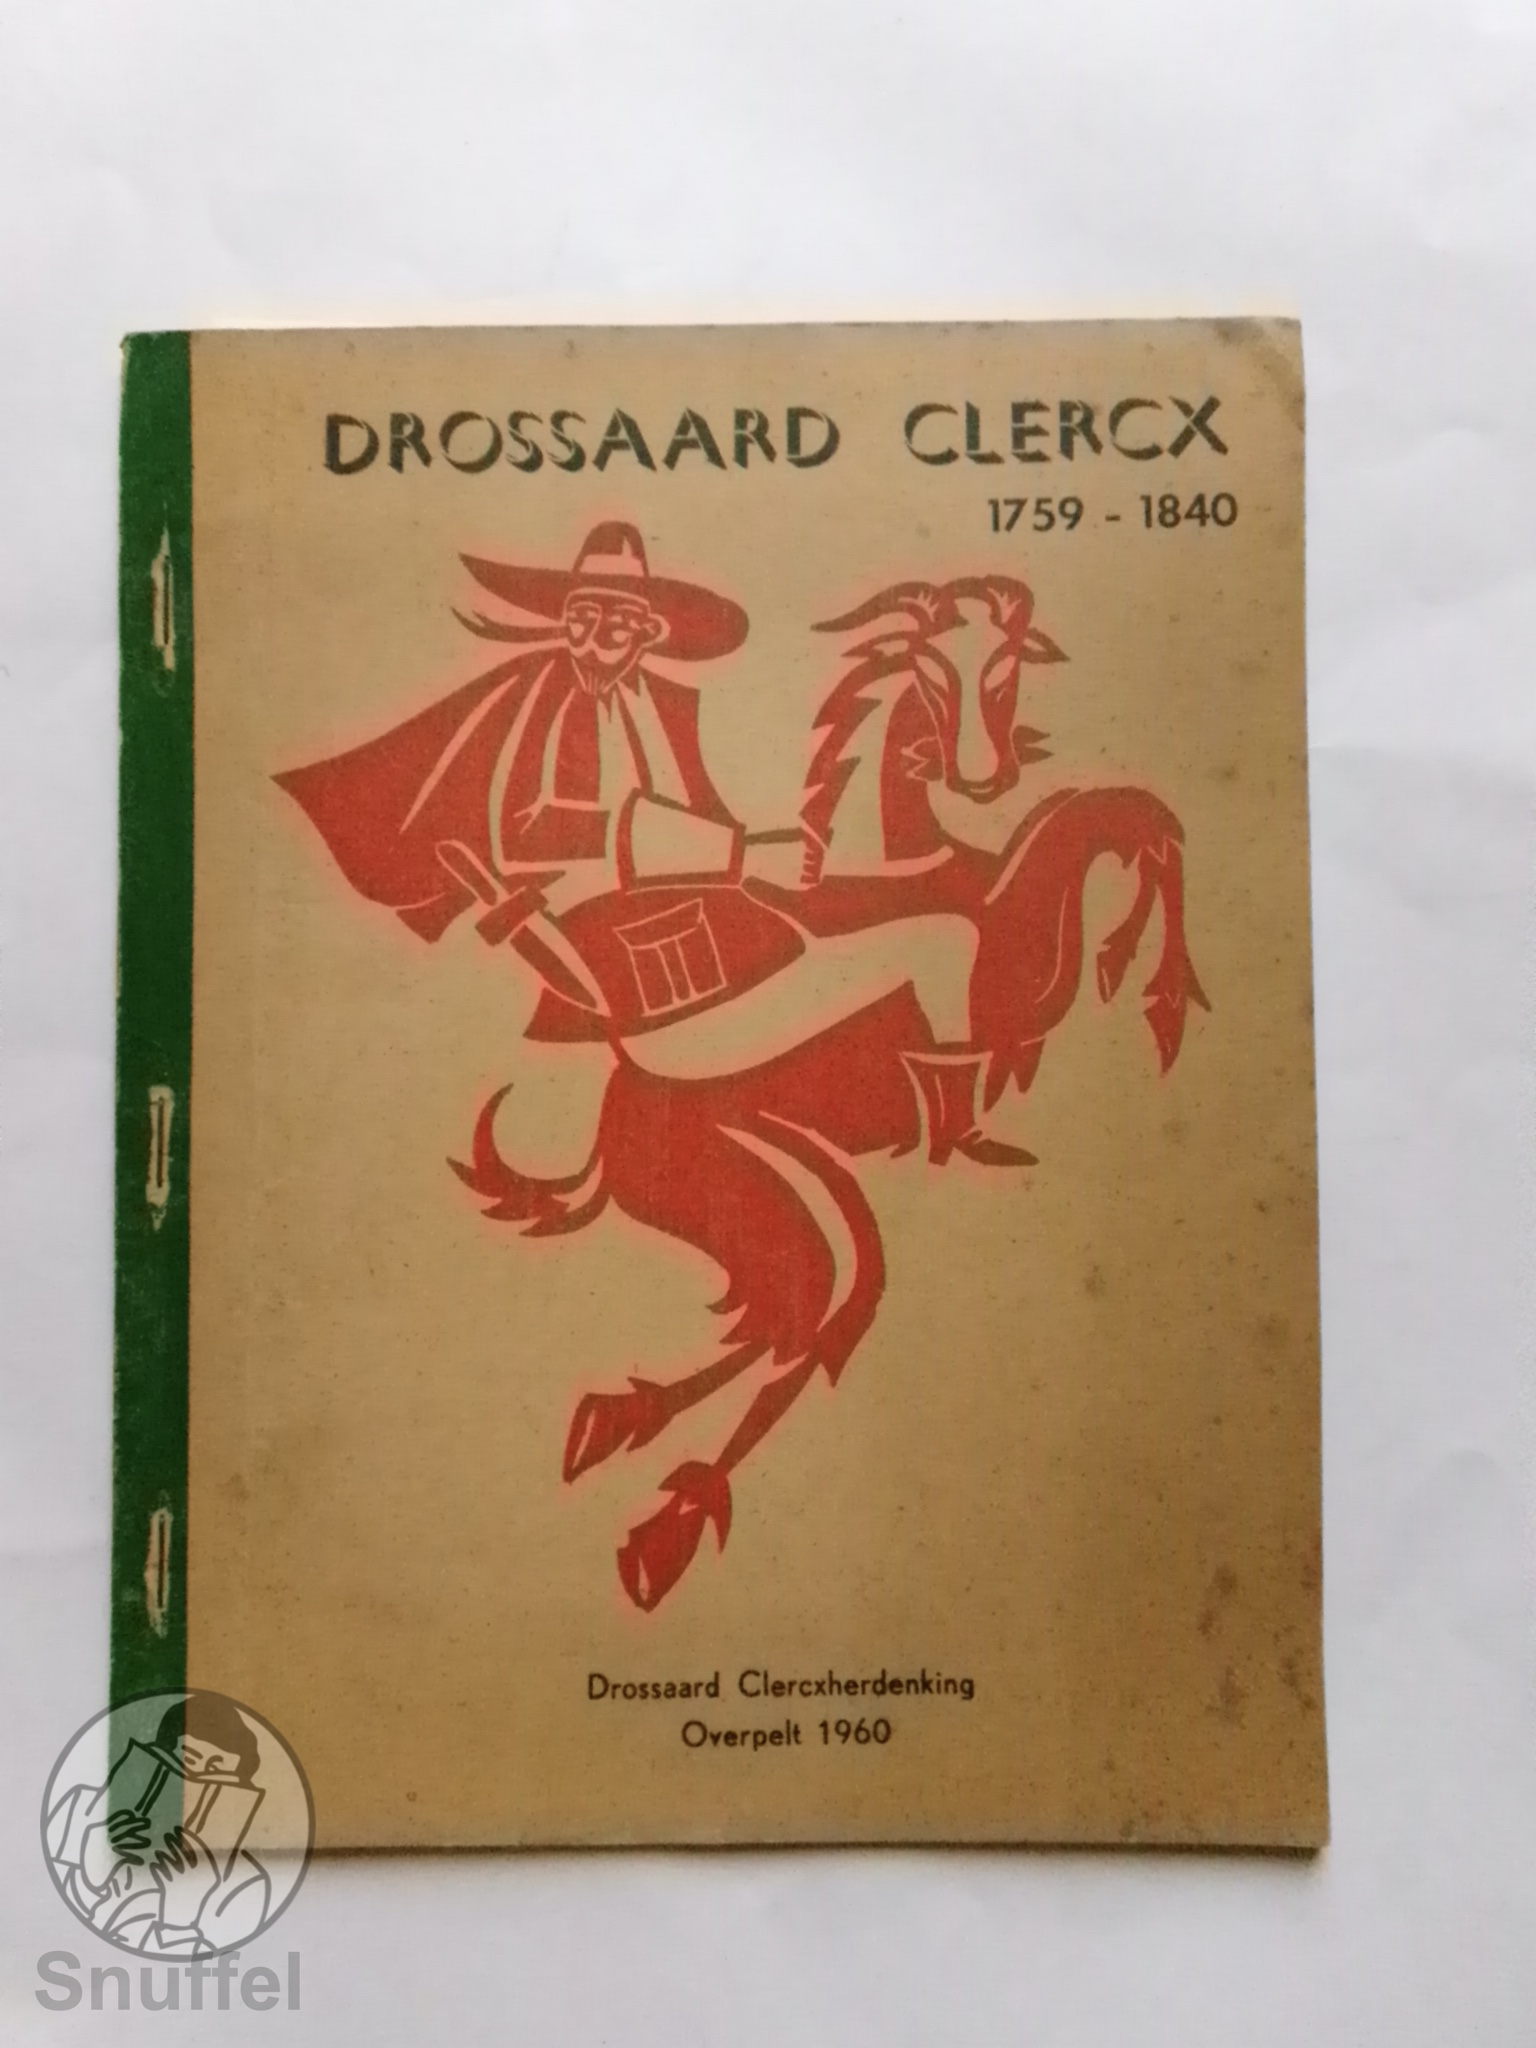 DROSSAARD CLERCX
1759 - 1840
Drossaard Clercxherdenking
Overpelt 1960
Snuffel